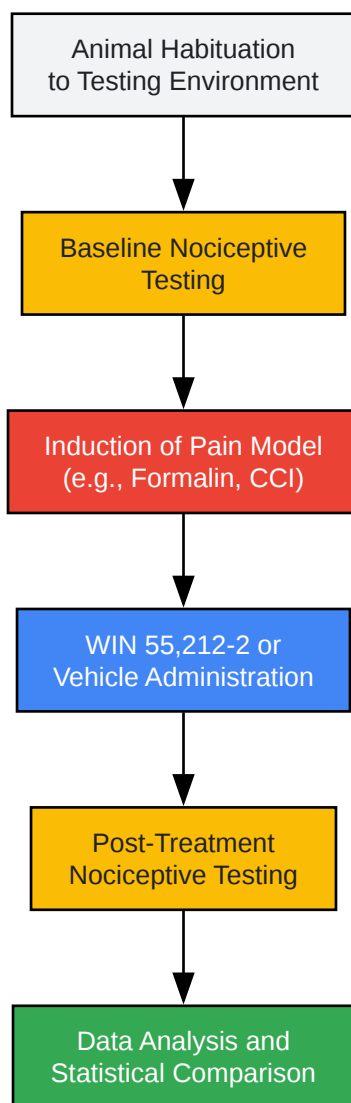 Animal Habituation
to Testing Environment
Baseline Nociceptive
Testing
Induction of Pain Model
(e.g., Formalin, CCI)
WIN 55,212-2 or
Vehicle Administration
Post-Treatment
Nociceptive Testing
Data Analysis and
Statistical Comparison